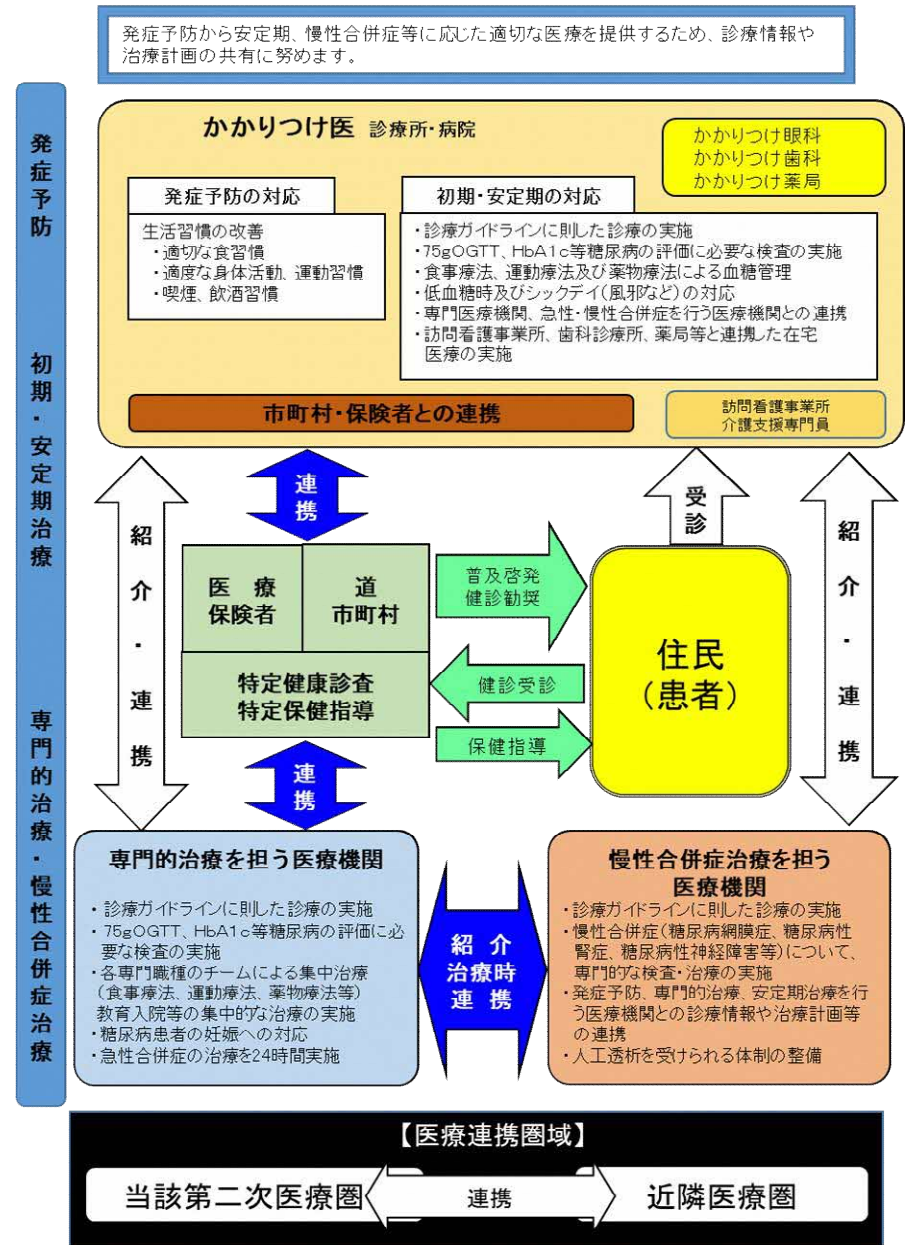 発症予防から安定期、慢性合併症等に応じた適切な医療を提供するため、診療情報や
治療計画の共有に努めます。
発症予防
初期・安定期治療
専門的治療・慢性合併症治療
かかりつけ医 診療所・病院
かかりつけ眼科
かかりつけ歯科
かかりつけ薬局
発症予防の対応
生活習慣の改善
・適切な食習慣
・適度な身体活動、運動習慣
・喫煙、飲酒習慣
初期・安定期の対応
・診療ガイドラインに則した診療の実施
・75gOGTT、HbA1c等糖尿病の評価に必要な検査の実施
・食事療法、運動療法及び薬物療法による血糖管理
・低血糖時及びシックデイ(風邪など)の対応
・専門医療機関、急性・慢性合併症を行う医療機関との連携
・訪問看護事業所、歯科診療所、薬局等と連携した在宅
医療の実施
市町村・保険者との連携
訪問看護事業所
介護支援専門員
紹介・連携
連携
受診
紹介・連携
医療
保険者
道
市町村
特定健康診査
特定保健指導
普及啓発
健診勧奨
健診受診
保健指導
住民
(患者)
連携
専門的治療を担う医療機関
・診療ガイドラインに則した診療の実施
・75gOGTT、HbA1c等糖尿病の評価に必
要な検査の実施
・各専門職種のチームによる集中治療
(食事療法、運動療法、薬物療法等)
教育入院等の集中的な治療の実施
・糖尿病患者の妊娠への対応
・急性合併症の治療を24時間実施
紹介
治療時
連携
慢性合併症治療を担う
医療機関
・診療ガイドラインに則した診療の実施
・慢性合併症(糖尿病網膜症、糖尿病性
腎症、糖尿病性神経障害等)について、
専門的な検査・治療の実施
・発症予防、専門的治療、安定期治療を行
う医療機関との診療情報や治療計画等
の連携
・人工透析を受けられる体制の整備
【医療連携圏域】
当該第二次医療圏
連携
近隣医療圏